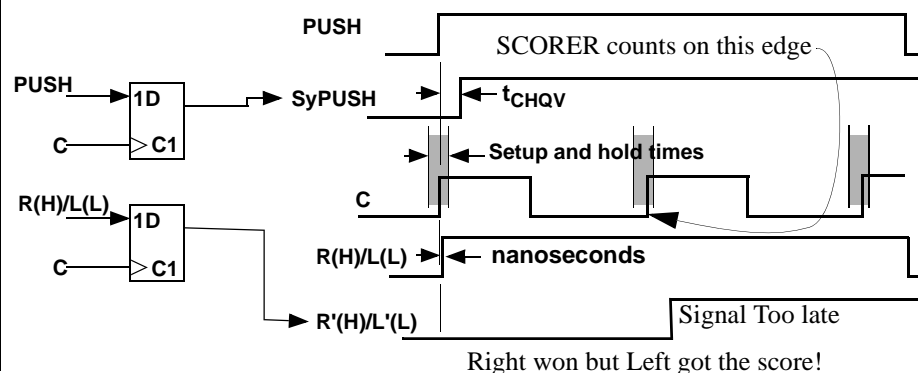 PUSH
SCORER counts on this edge
PUSH
1D
C
C1
SyPUSH
tCHQV
Setup and hold times
C
R(H)/L(L)
1D
C
C1
R(H)/L(L)
nanoseconds
R'(H)/L'(L)
Signal Too late
Right won but Left got the score!